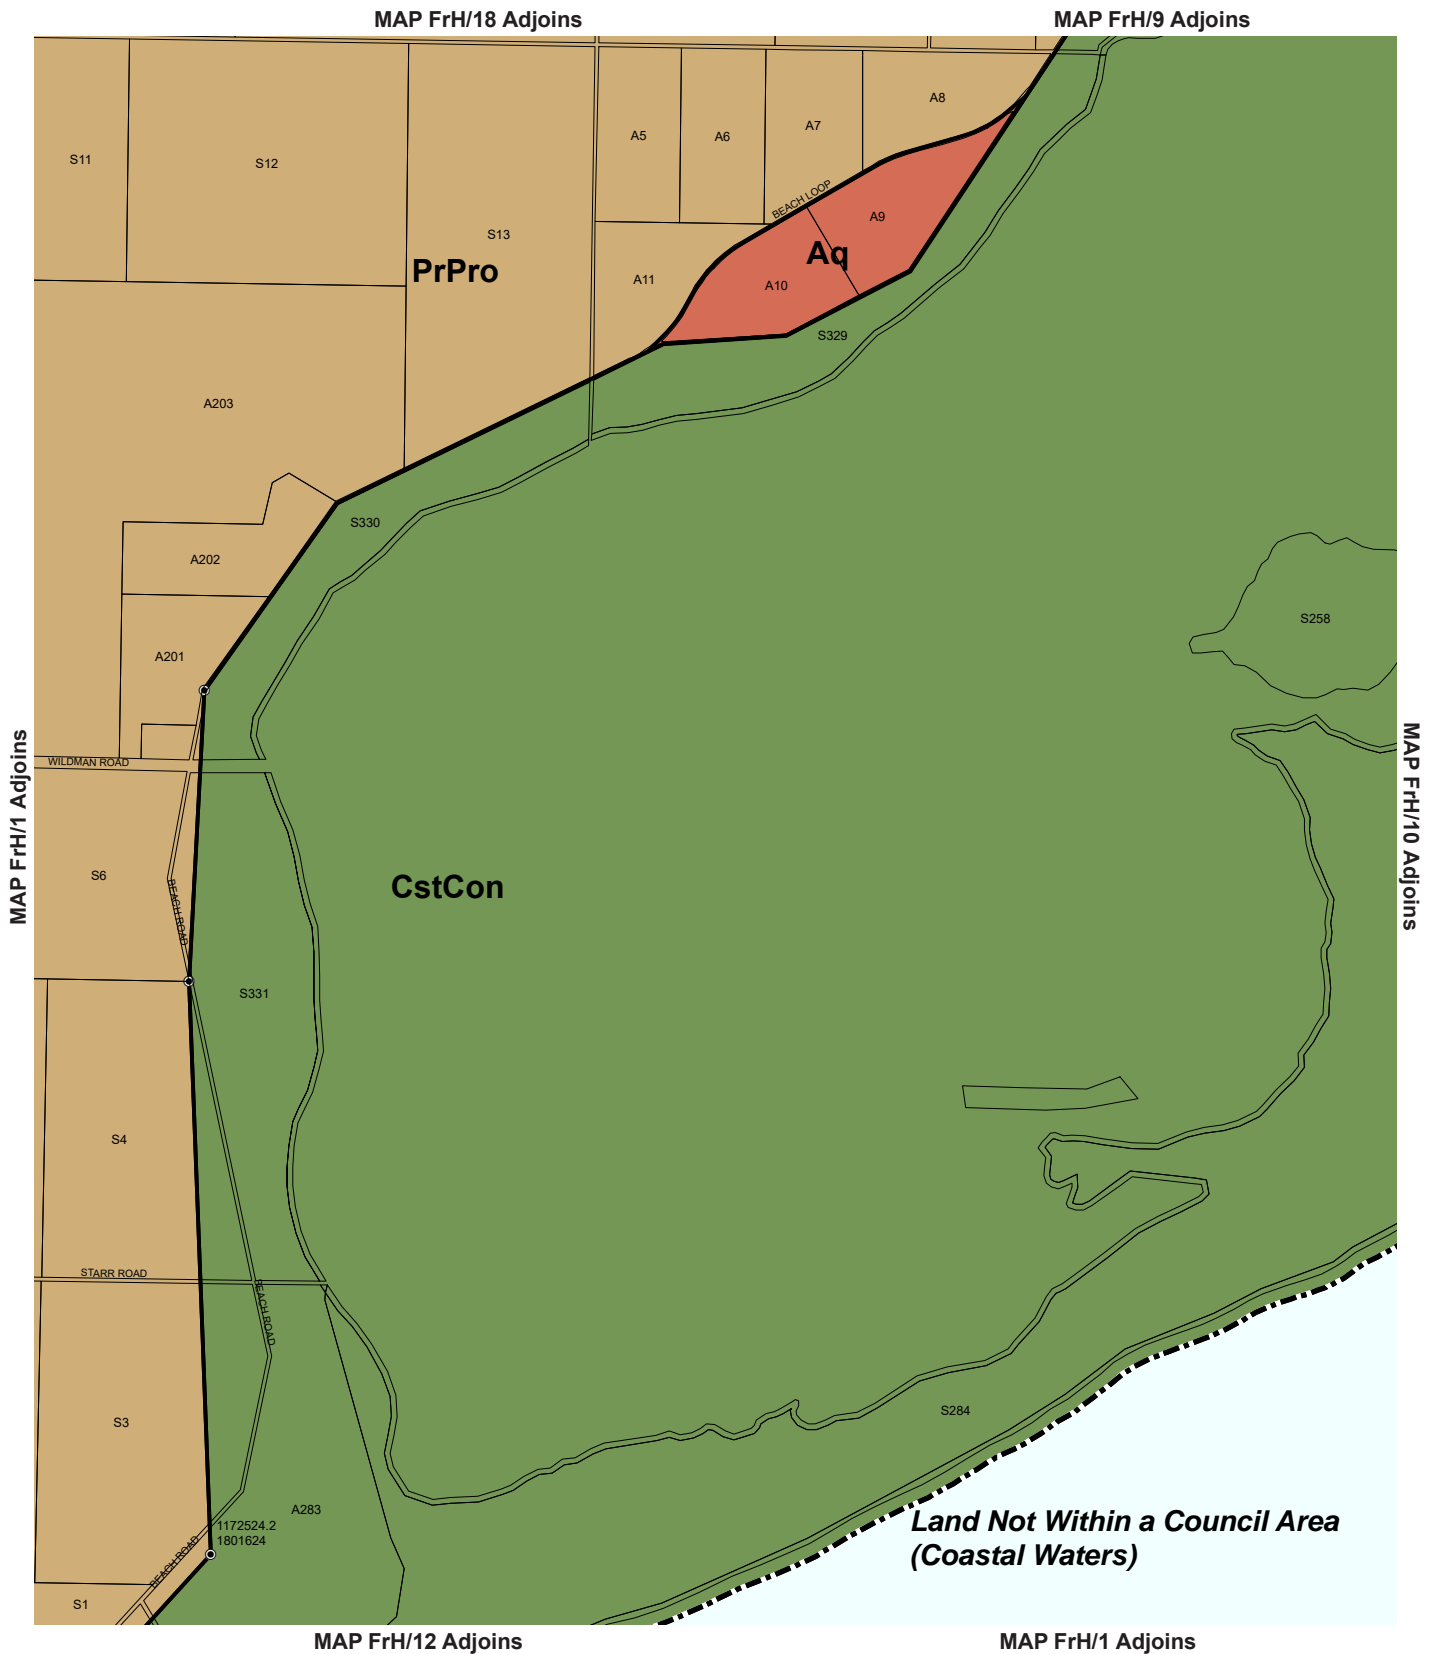 MAP FrH/18 Adjoins
MAP FrH/9 Adjoins
A8
A7
A5
A6
S11
S12
BEACH LOOP
A9
S13
Aq
PrPro
A11
A10
S329
A203
S330
A202
S258
A201
MAP FrH/1 Adjoins
MAP FrH/10 Adjoins
WILDMAN ROAD
S6
CstCon
BEACH ROAD
S331
S4
STARR ROAD
BEACH ROAD
S3
S284
A283
1172524.2
1801624
Land Not Within a Council Area
(Coastal Waters)
BEACH ROAD
S1
MAP FrH/12 Adjoins
MAP FrH/1 Adjoins